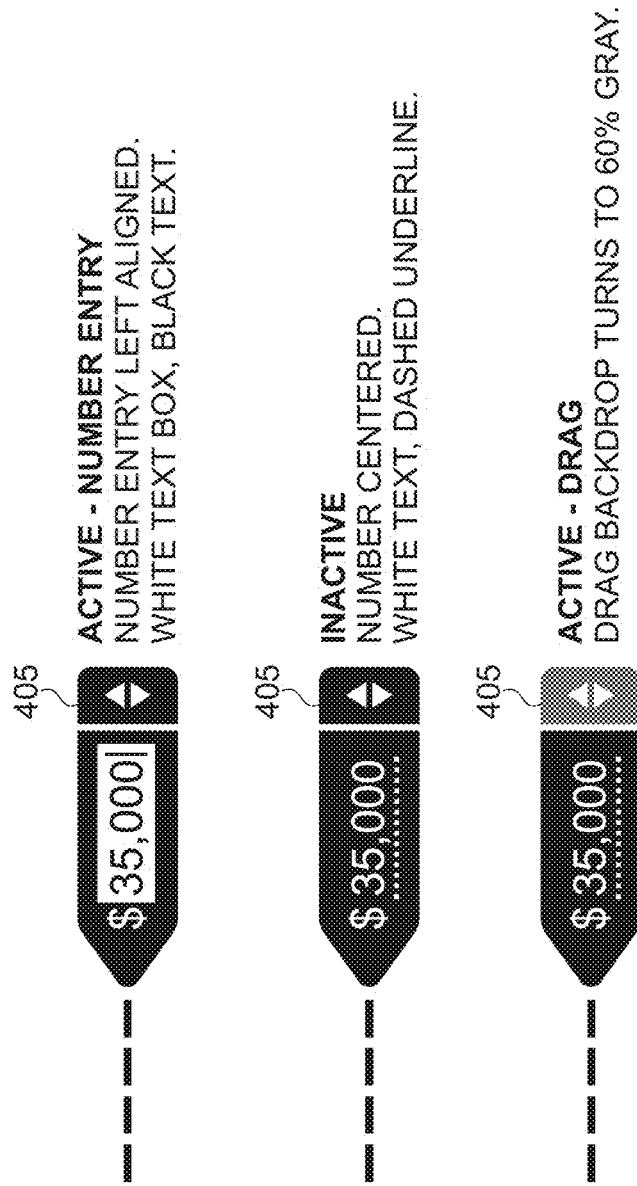 405
$ 35,000
ACTIVE - NUMBER ENTRY
NUMBER ENTRY LEFT ALIGNED.
WHITE TEXT BOX, BLACK TEXT.
405
$ 35,000
INACTIVE
NUMBER CENTERED.
WHITE TEXT, DASHED UNDERLINE.
405
$ 35,000
ACTIVE - DRAG
DRAG BACKDROP TURNS TO 60% GRAY.